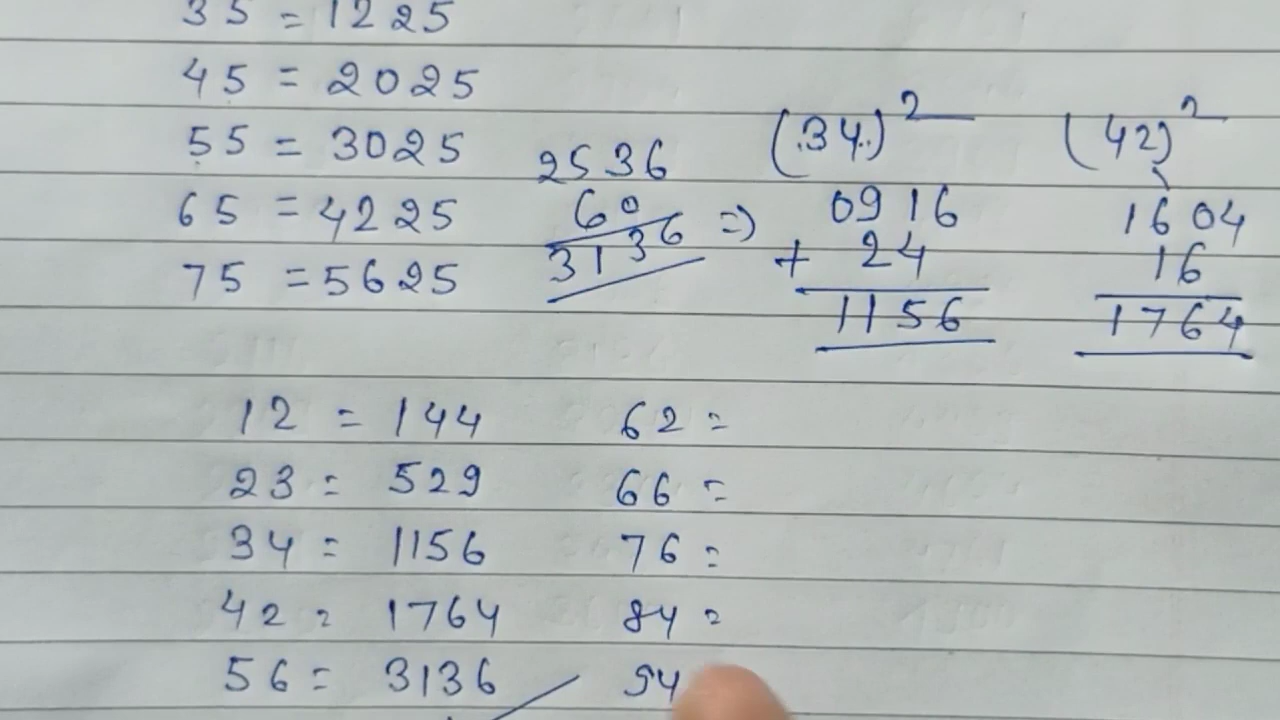 35 = 1225
45 = 2025
55 = 3025
65 = 4225
75 = 5625
2536
60
3136 =>
(34)²
0916
+ 24
1156
(42)²
1604
16
1764
12 = 144
23 = 529
34 = 1156
42 = 1764
56 = 3136
62 =
66 =
76 =
84 =
94